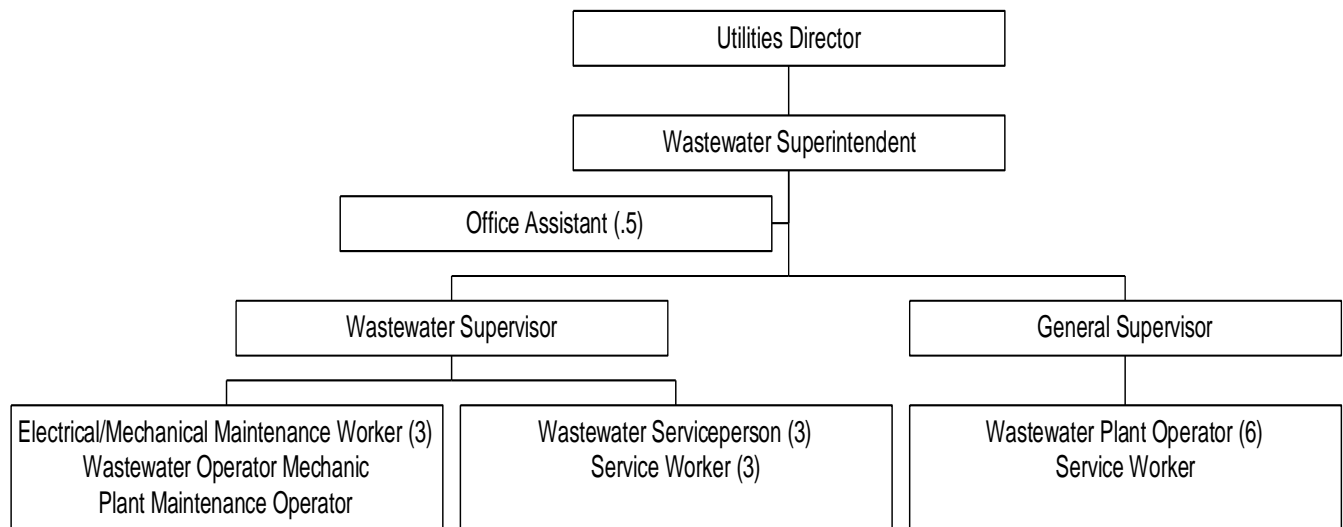 Utilities Director
Wastewater Superintendent
Office Assistant (.5)
Wastewater Supervisor
General Supervisor
Electrical/Mechanical Maintenance Worker (3)
Wastewater Operator Mechanic
Plant Maintenance Operator
Wastewater Serviceperson (3)
Service Worker (3)
Wastewater Plant Operator (6)
Service Worker